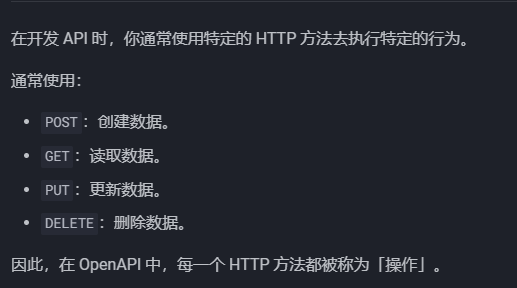 在开发 API 时，你通常使用特定的 HTTP 方法去执行特定的行为。
通常使用：
• POST：创建数据。
• GET：读取数据。
• PUT：更新数据。
• DELETE：删除数据。
因此，在 OpenAPI 中，每一个 HTTP 方法都被称为「操作」。